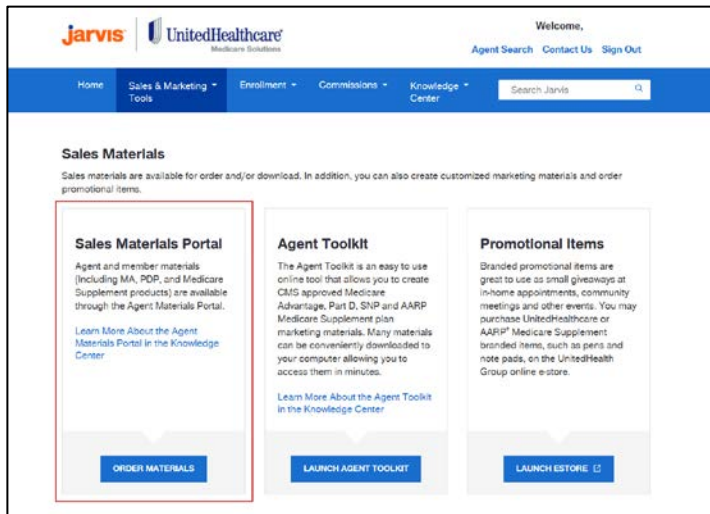 jarvis
UnitedHealthcare®
Medicare Solutions
Welcome,
Agent Search Contact Us Sign Out
Home
Sales & Marketing Tools
Enrollment
Commissions
Knowledge Center
Search Jarvis
Sales Materials
Sales materials are available for order and/or download. In addition, you can also create customized marketing materials and order
promotional items.
Sales Materials Portal
Agent and member materials
(Including MA, PDP, and Medicare
Supplement products) are available
through the Agent Materials Portal.
Learn More About the Agent
Materials Portal in the Knowledge
Center
ORDER MATERIALS
Agent Toolkit
The Agent Toolkit is an easy to use
online tool that allows you to create
CMS approved Medicare
Advantage, Part D, SNP and AARP
Medicare Supplement plan
marketing materials. Many materials
can be conveniently downloaded to
your computer allowing you to
access them in minutes.
Learn More About the Agent Toolkit
in the Knowledge Center
LAUNCH AGENT TOOLKIT
Promotional Items
Branded promotional items are
great to use as small giveaways at
in-home appointments, community
meetings and other events. You may
purchase UnitedHealthcare or
AARP® Medicare Supplement
branded items, such as pens and
note pads, on the UnitedHealth
Group online e-store.
LAUNCH ESTORE